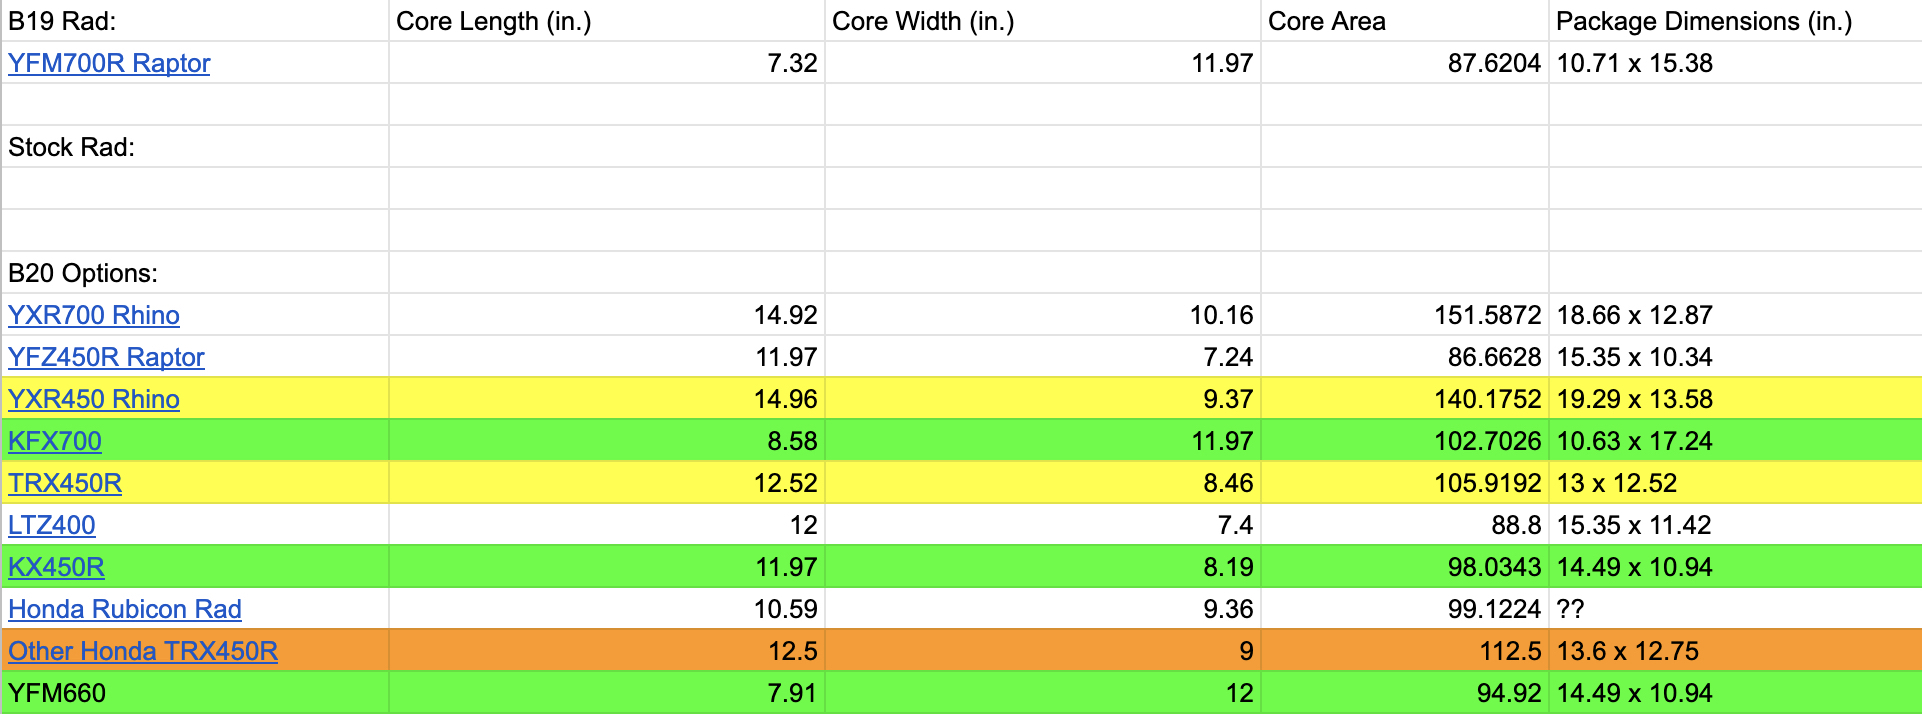 B19 Rad: Core Length (in.) Core Width (in.) Core Area Package Dimensions (in.)
YFM700R Raptor 7.32 11.97 87.6204 10.71 x 15.38
Stock Rad:
B20 Options:
YXR700 Rhino 14.92 10.16 151.5872 18.66 x 12.87
YFZ450R Raptor 11.97 7.24 86.6628 15.35 x 10.34
YXR450 Rhino 14.96 9.37 140.1752 19.29 x 13.58
KFX700 8.58 11.97 102.7026 10.63 x 17.24
TRX450R 12.52 8.46 105.9192 13 x 12.52
LTZ400 12 7.4 88.8 15.35 x 11.42
KX450R 11.97 8.19 98.0343 14.49 x 10.94
Honda Rubicon Rad 10.59 9.36 99.1224 ??
Other Honda TRX450R 12.5 9 112.5 13.6 x 12.75
YFM660 7.91 12 94.92 14.49 x 10.94